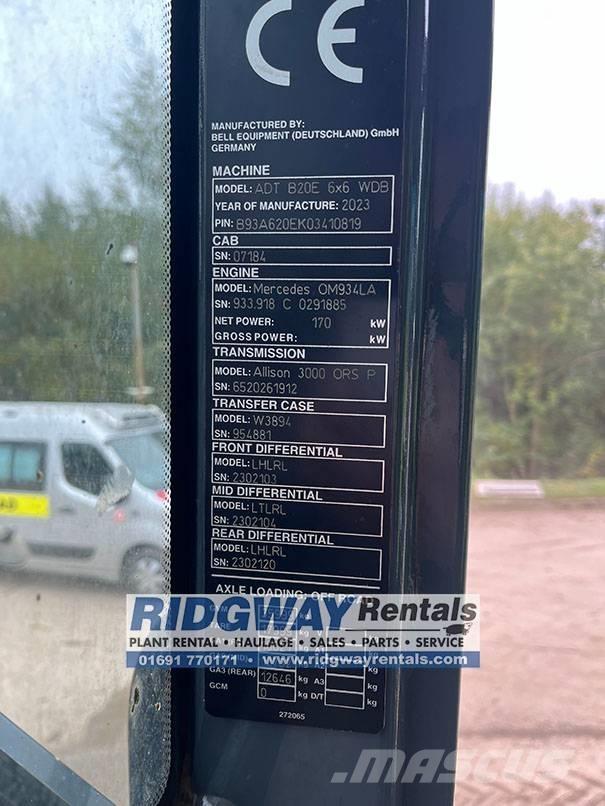 CE
MANUFACTURED BY:
BELL EQUIPMENT (DEUTSCHLAND) GmbH
GERMANY
MACHINE
MODEL: ADT B20E 6x6 WDB
YEAR OF MANUFACTURE: 2023
PIN: B93A620EK03410819
CAB
SN: 07184
ENGINE
MODEL: Mercedes OM934LA
SN: 933.918 C 0291885
NET POWER: 170 kW
GROSS POWER: kW
TRANSMISSION
MODEL: Allison 3000 ORS P
SN: 6520261912
TRANSFER CASE
MODEL: W3894
SN: 954881
FRONT DIFFERENTIAL
MODEL: LHLRL
SN: 2302103
MID DIFFERENTIAL
MODEL: LTLRL
SN: 2302104
REAR DIFFERENTIAL
MODEL: LHLRL
SN: 2302120
AXLE LOADING: OFF ROAD
RIDGWAY Rentals
PLANT RENTAL - HAULAGE - SALES - PARTS - SERVICE
01691 770171 - www.ridgwayrentals.com
GA3 (REAR) 12646 kg A3 kg
GCM 0 kg D/T kg
272065
MASCUS